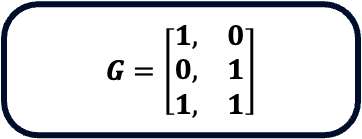 1, 0
G = 0, 1
1, 1